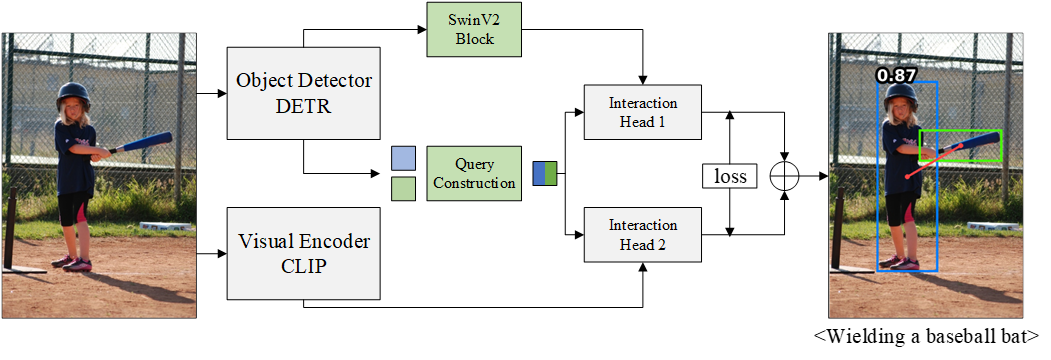 SwinV2
Block
Object Detector
DETR
Interaction
Head 1
Query
Construction
loss
Visual Encoder
CLIP
Interaction
Head 2
0.87
<Wielding a baseball bat>